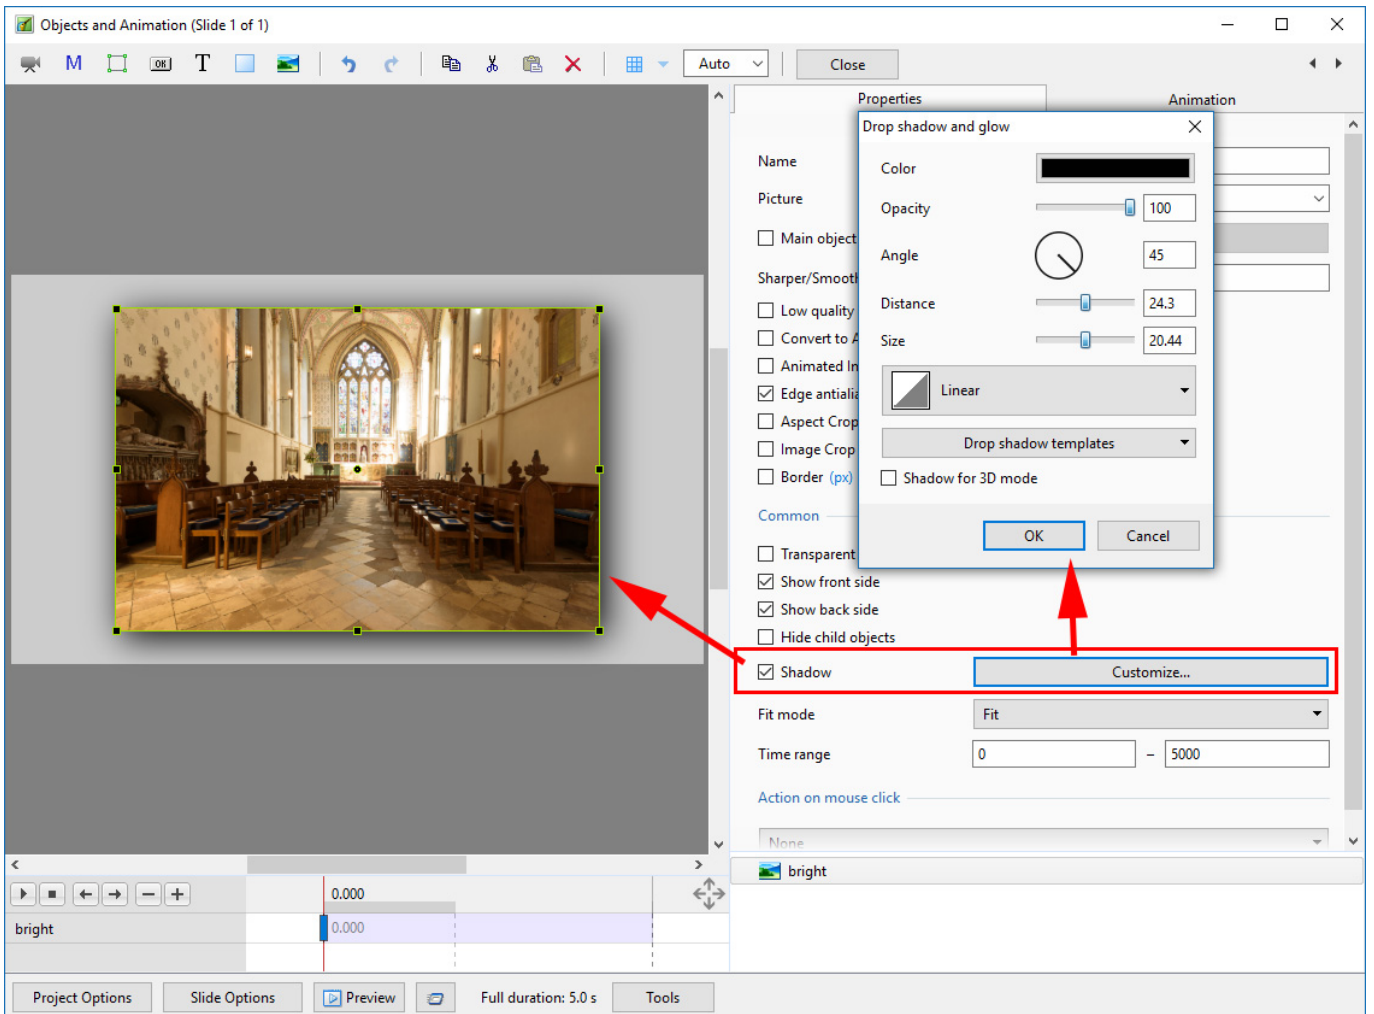 Objects and Animation (Slide 1 of 1)
M OK T Auto Close
Properties Animation
Drop shadow and glow
Name
Color
Picture
Opacity 100
Main object
Angle 45
Sharper/Smooth
Distance 24.3
Low quality
Convert to A
Size 20.44
Animated In
Edge antialia
Linear
Aspect Crop
Drop shadow templates
Image Crop
Border (px)
Shadow for 3D mode
Common
OK Cancel
Transparent
Show front side
Show back side
Hide child objects
Shadow Customize...
Fit mode Fit
Time range 0 – 5000
Action on mouse click
None
bright
0.000
bright 0.000
Project Options Slide Options Preview Full duration: 5.0 s Tools